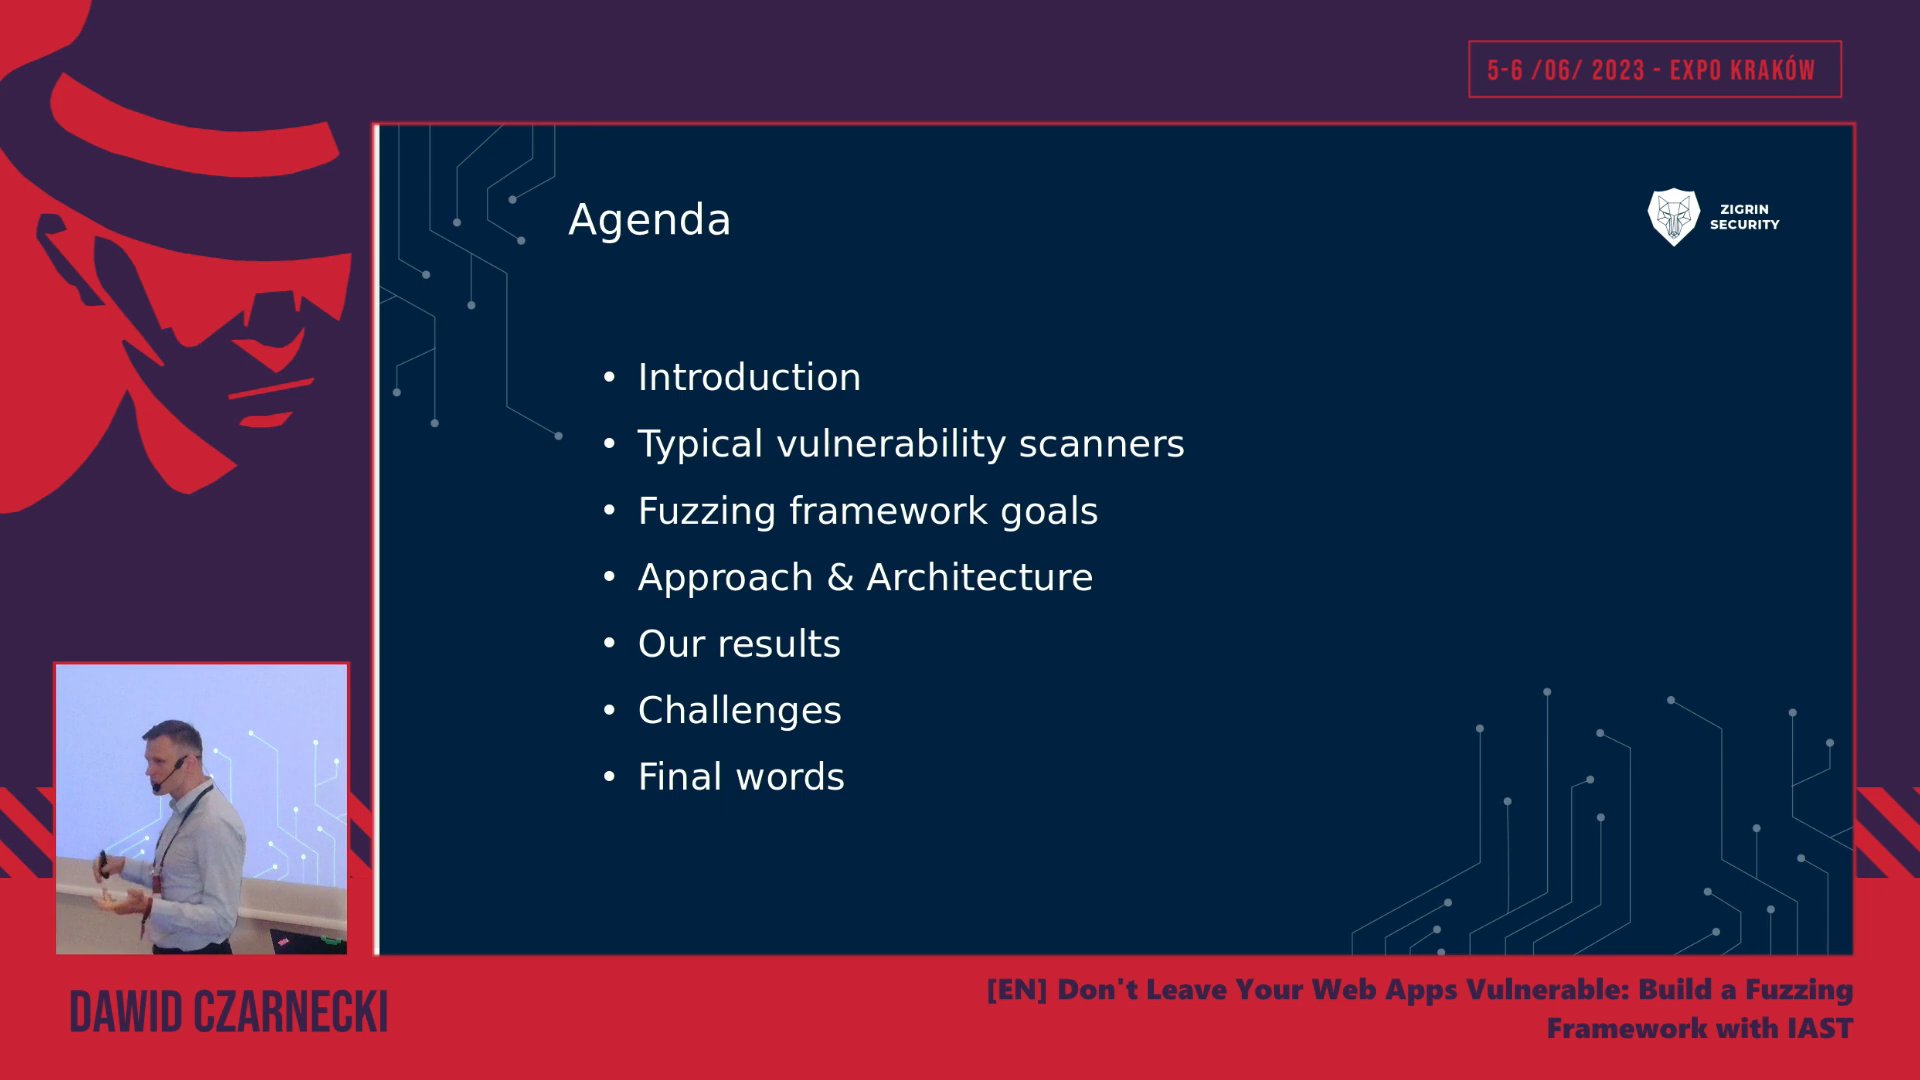 5-6 /06/ 2023 - EXPO KRAKÓW
Agenda
ZIGRIN
SECURITY
• Introduction
• Typical vulnerability scanners
• Fuzzing framework goals
• Approach & Architecture
• Our results
• Challenges
• Final words
DAWID CZARNECKI
[EN] Don't Leave Your Web Apps Vulnerable: Build a Fuzzing
Framework with IAST